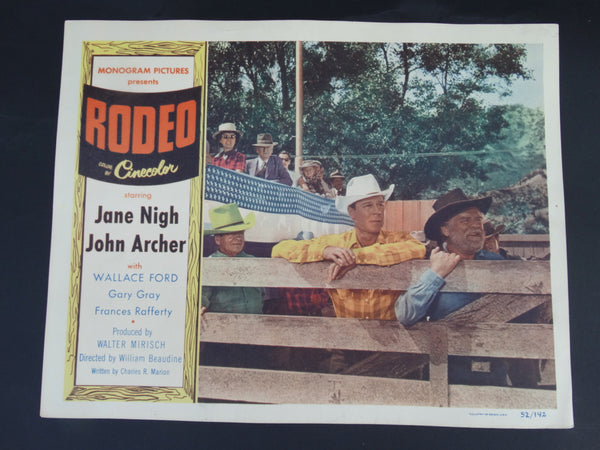 MONOGRAM PICTURES
presents
RODEO
COLOR BY Cinecolor
starring
Jane Nigh
John Archer
with
WALLACE FORD
Gary Gray
Frances Rafferty
Produced by
WALTER MIRISCH
Directed by William Beaudine
Written by Charles R. Marion
52/142